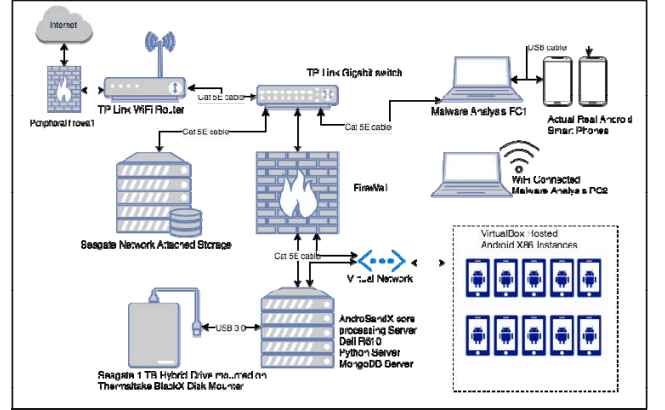 Internet
USB cable
TP Link Gigabit switch
Cat 5E cable
TP Link WiFi Router
Malware Analysis PC1
Actual Real Android
Smart Phones
Cat 5E cable
Cat 5E cable
FireWall
WiFi Connected
Malware Analysis PC2
Seagate Network Attached Storage
VirtualBox Hosted
Android X86 Instances
Cat 5E cable
Virtual Network
USB 3.0
AndroSandX core
processing Server
Dell R610
Python Server
MongoDB Server
Seagate 1 TB Hybrid Drive mounted on
Thermaltake BlackX Disk Mounter